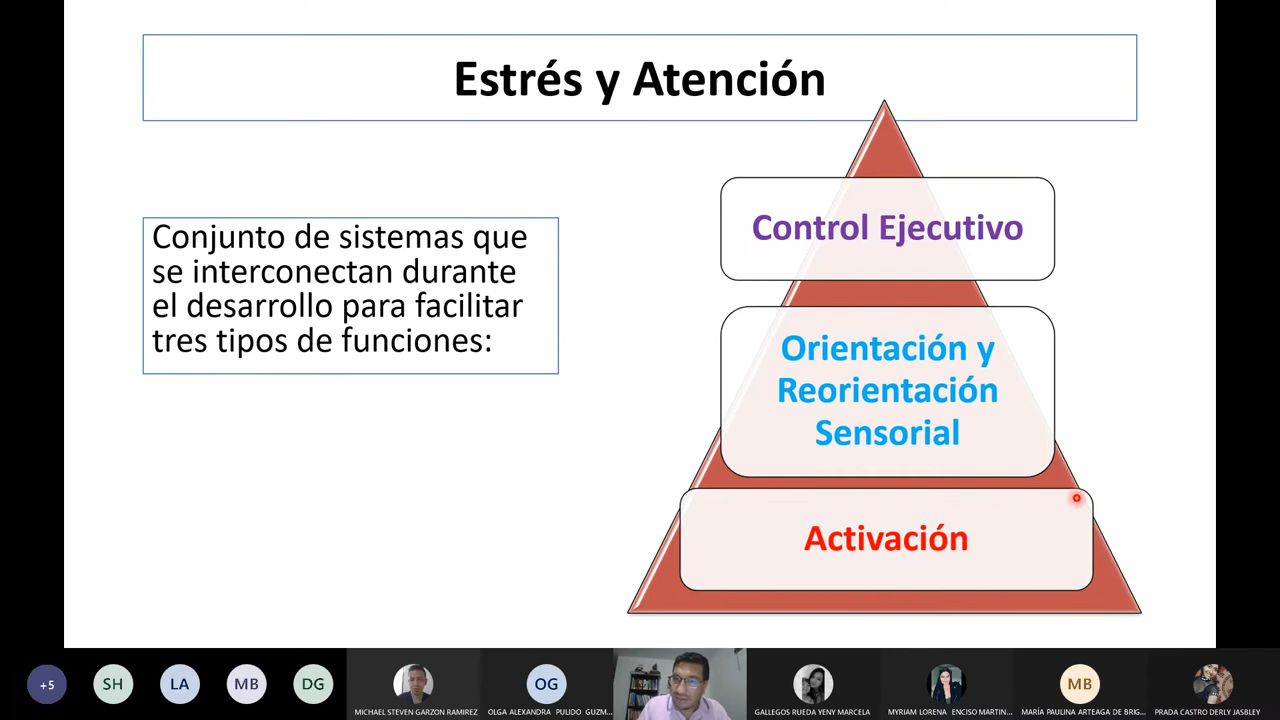 Estrés y Atención
Conjunto de sistemas que
se interconectan durante
el desarrollo para facilitar
tres tipos de funciones:
Control Ejecutivo
Orientación y
Reorientación
Sensorial
Activación
+5
SH
LA
MB
DG
MICHAEL STEVEN GARZON RAMIREZ
OG
OLGA ALEXANDRA PULIDO GUZM...
GALLEGOS RUEDA YENY MARCELA
MYRIAM LORENA ENCISO MARTIN...
MB
MARÍA PAULINA ARTEAGA DE BRIG...
PRADA CASTRO DERLY JASBLEY